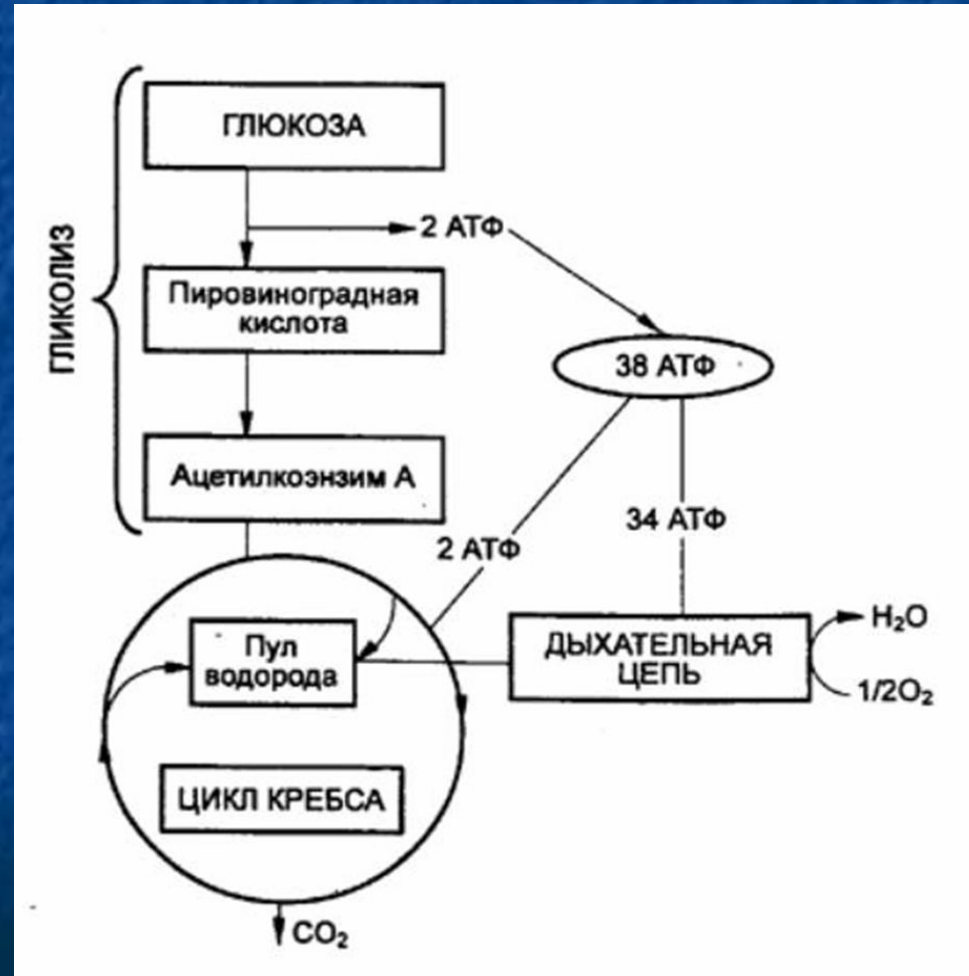 ГЛИКОЛИЗ
ГЛЮКОЗА
2 АТФ
Пировиноградная
кислота
38 АТФ
Ацетилкоэнзим А
34 АТФ
2 АТФ
Пул
водорода
ДЫХАТЕЛЬНАЯ
ЦЕПЬ
H₂O
1/2O₂
ЦИКЛ КРЕБСА
CO₂